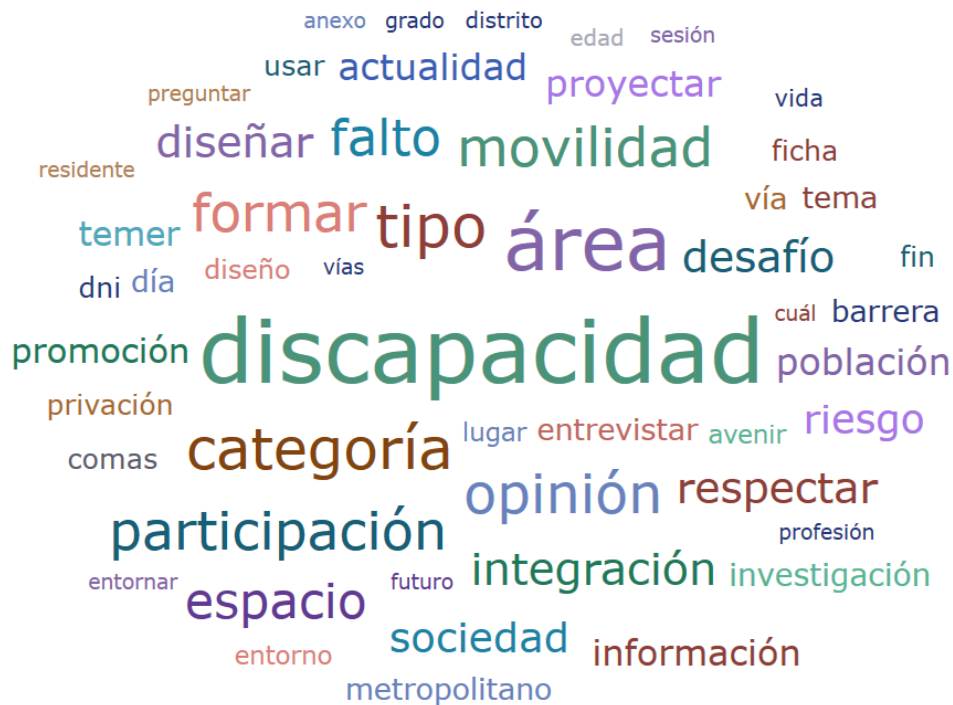 anexo grado distrito
edad sesión
usar actualidad
proyectar
preguntar
vida
diseñar falto movilidad ficha
residente
formar tipo área
vía tema
temer desafío fin
dni día diseño vías
discapacidad
cuál barrera
promoción población
privación
categoría lugar entrevistar avenir riesgo
comas
opinión respectar
participación
profesión
integración investigación
entornar espacio futuro
sociedad información
entorno
metropolitano